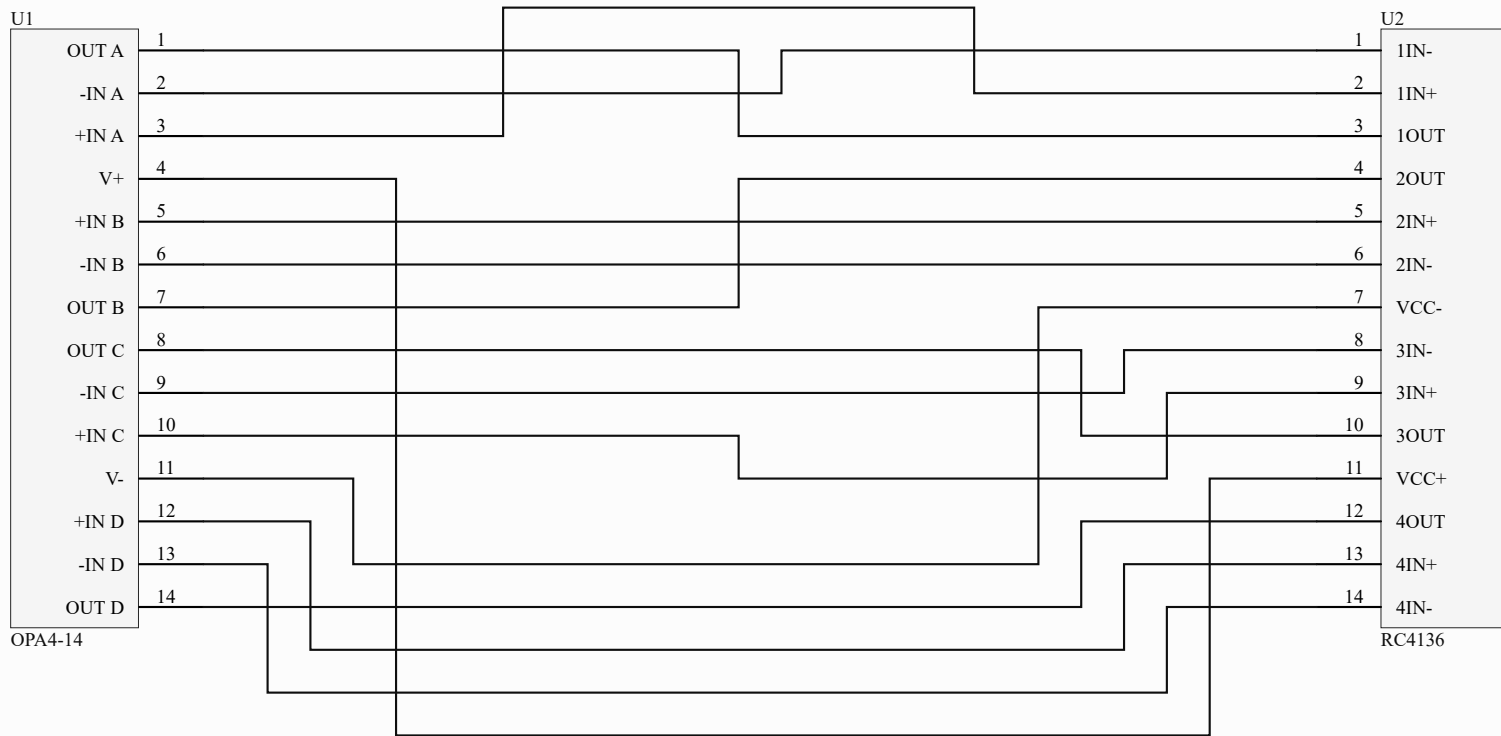 U1
OUT A 1
-IN A 2
+IN A 3
V+ 4
+IN B 5
-IN B 6
OUT B 7
OUT C 8
-IN C 9
+IN C 10
V- 11
+IN D 12
-IN D 13
OUT D 14
OPA4-14
U2
1 1IN-
2 1IN+
3 1OUT
4 2OUT
5 2IN+
6 2IN-
7 VCC-
8 3IN-
9 3IN+
10 3OUT
11 VCC+
12 4OUT
13 4IN+
14 4IN-
RC4136